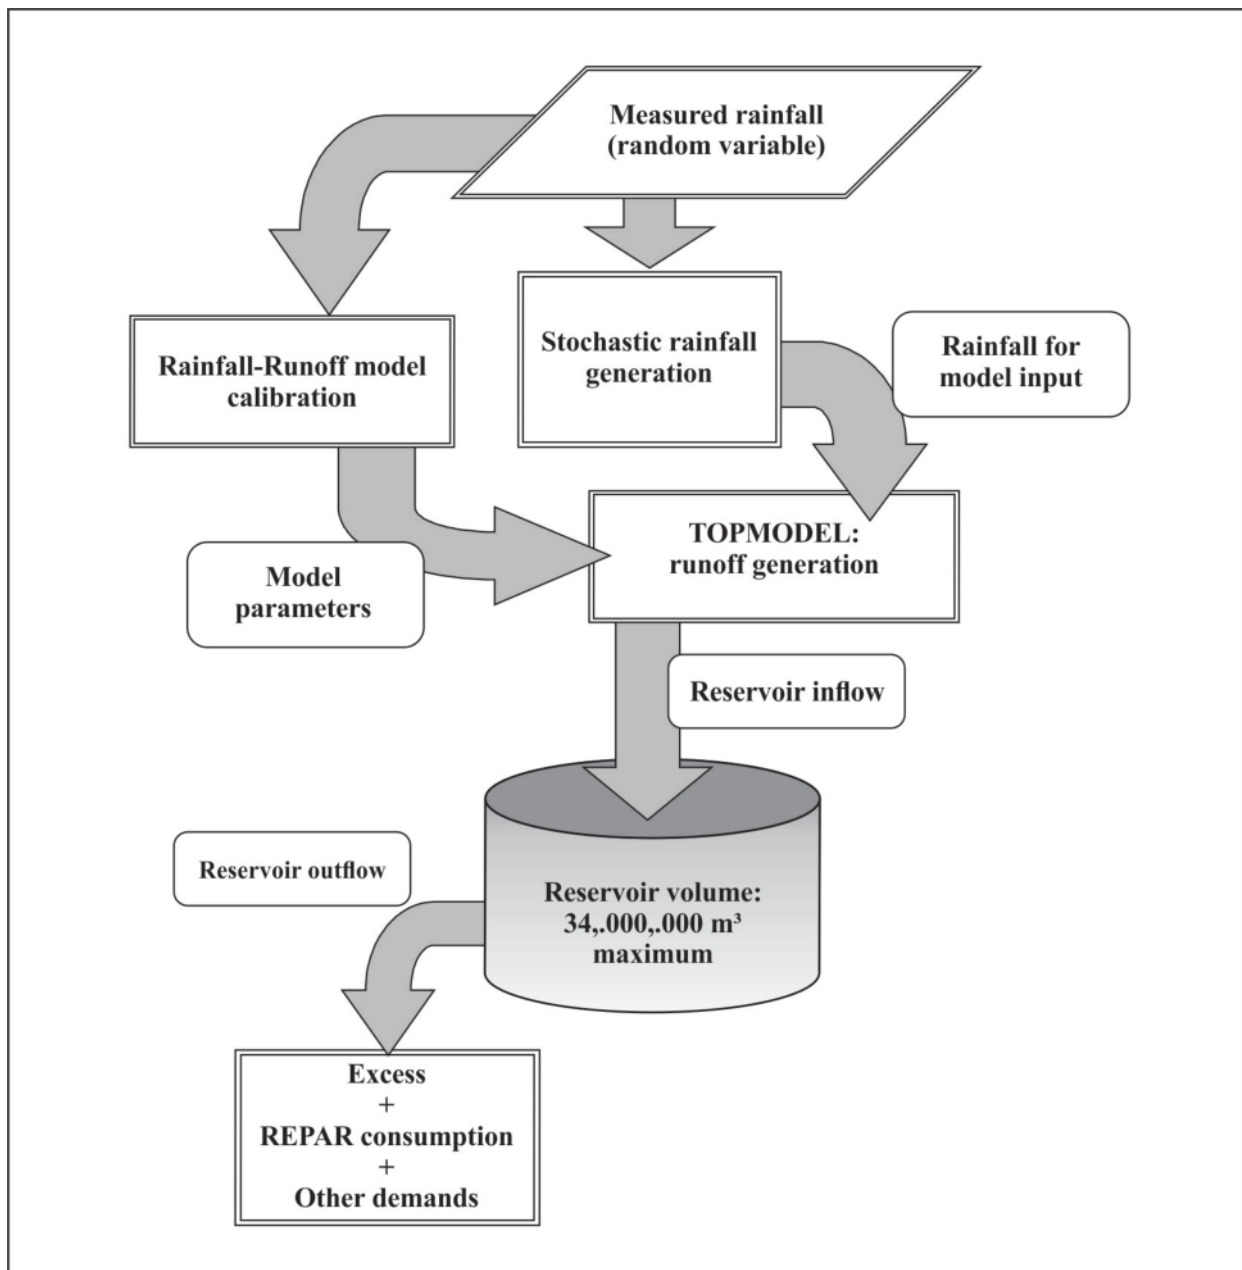 Measured rainfall
(random variable)
Stochastic rainfall
generation
Rainfall for
model input
Rainfall-Runoff model
calibration
TOPMODEL:
runoff generation
Model
parameters
Reservoir inflow
Reservoir outflow
Reservoir volume:
34,.000,.000 m³
maximum
Excess
+
REPAR consumption
+
Other demands